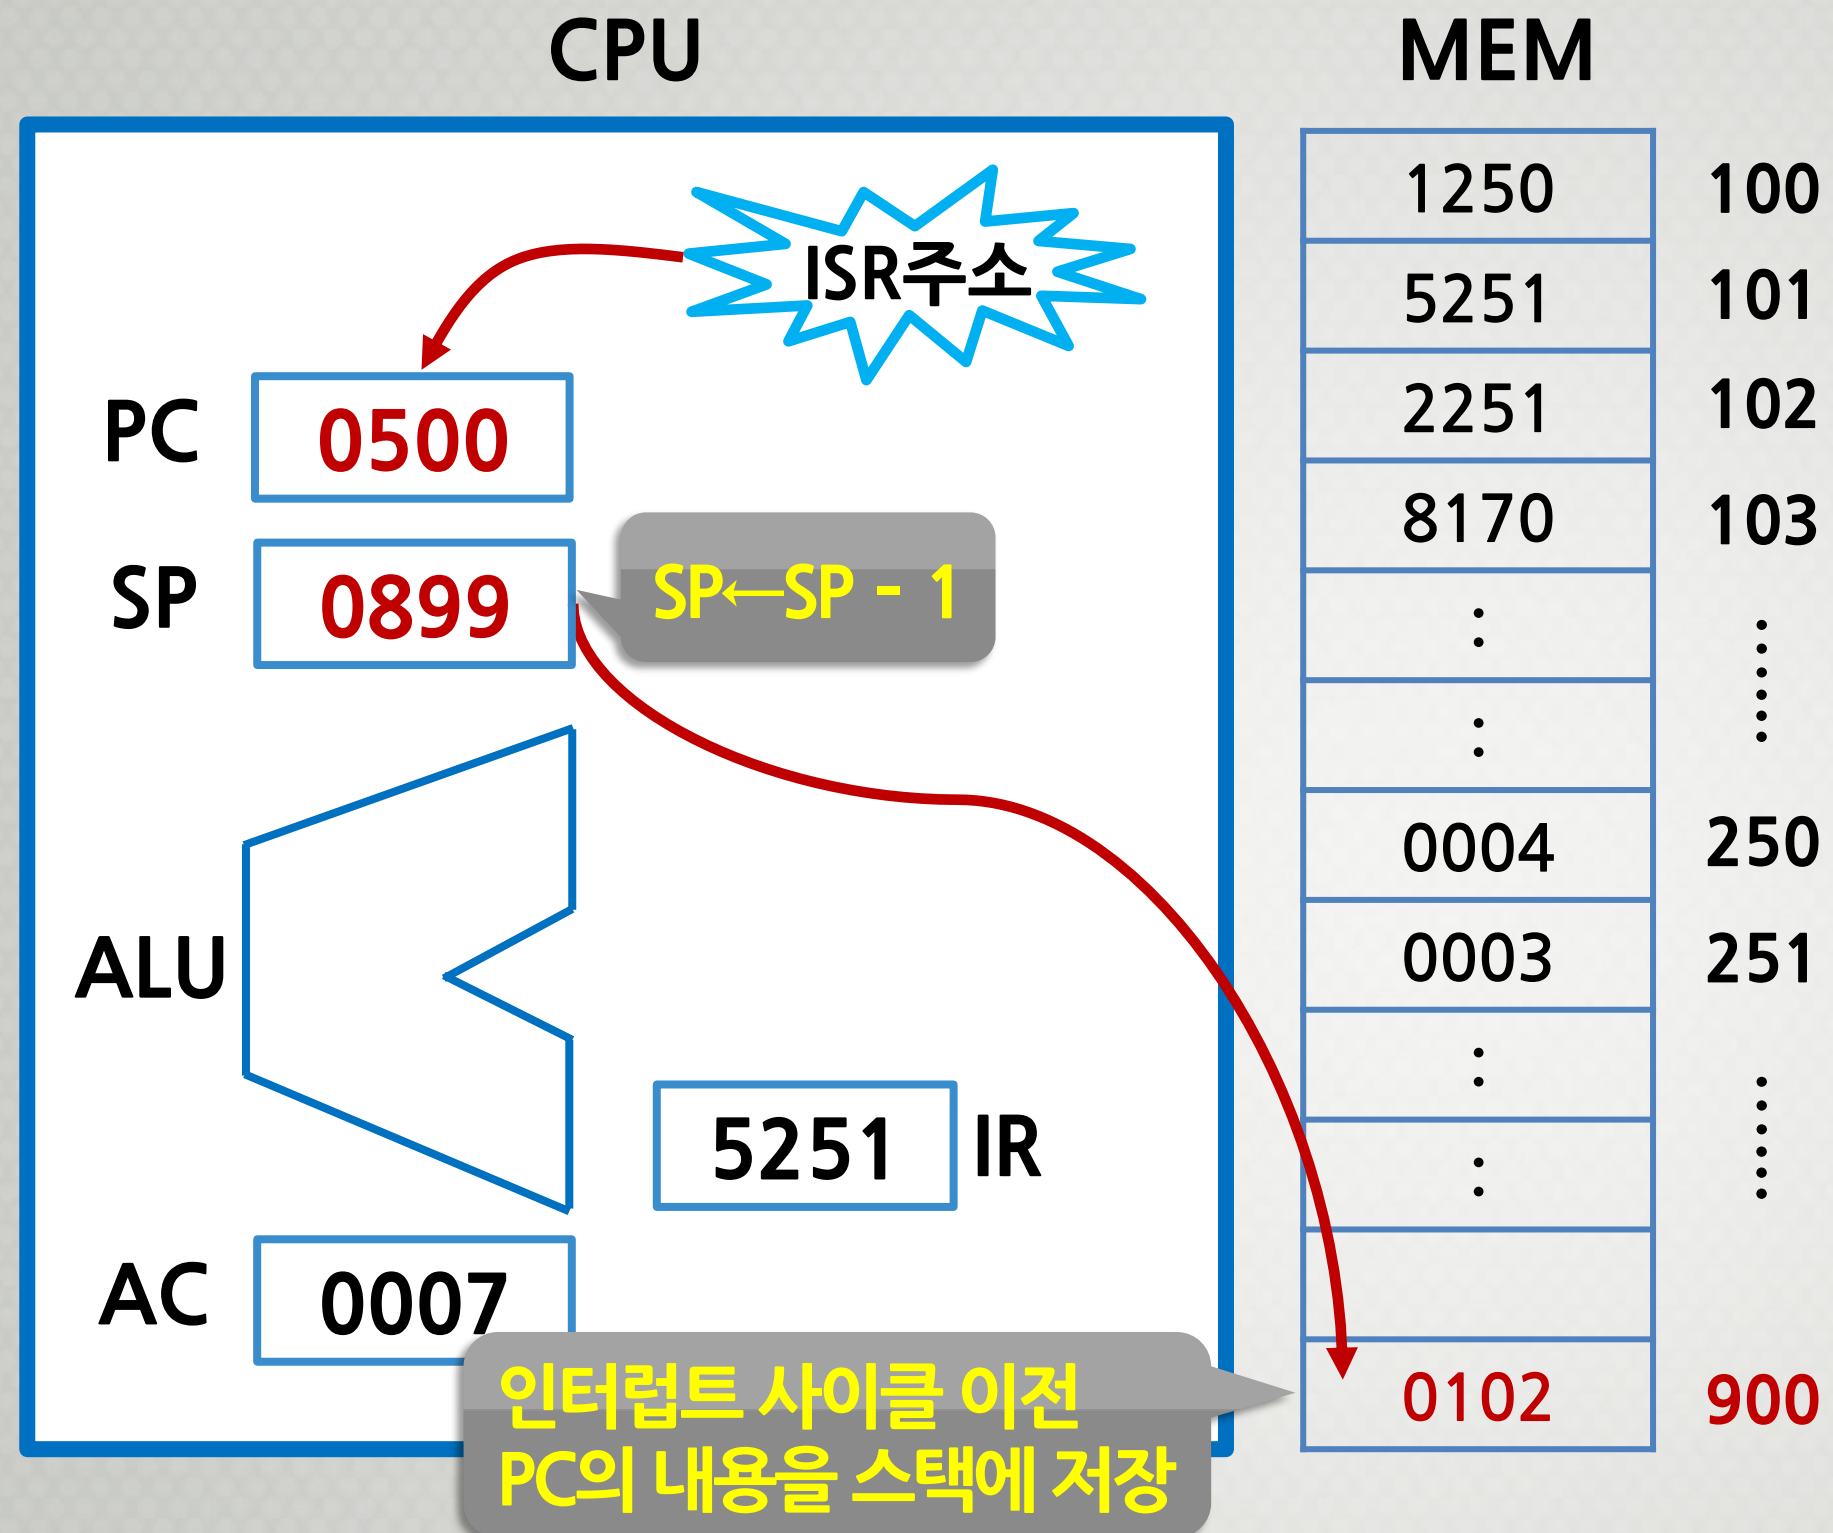 CPU
MEM
ISR주소
PC
0500
SP
0899
SP←SP - 1
ALU
5251
IR
AC
0007
인터럽트 사이클 이전
PC의 내용을 스택에 저장
1250 100
5251 101
2251 102
8170 103
:
:
0004 250
0003 251
:
:
0102 900